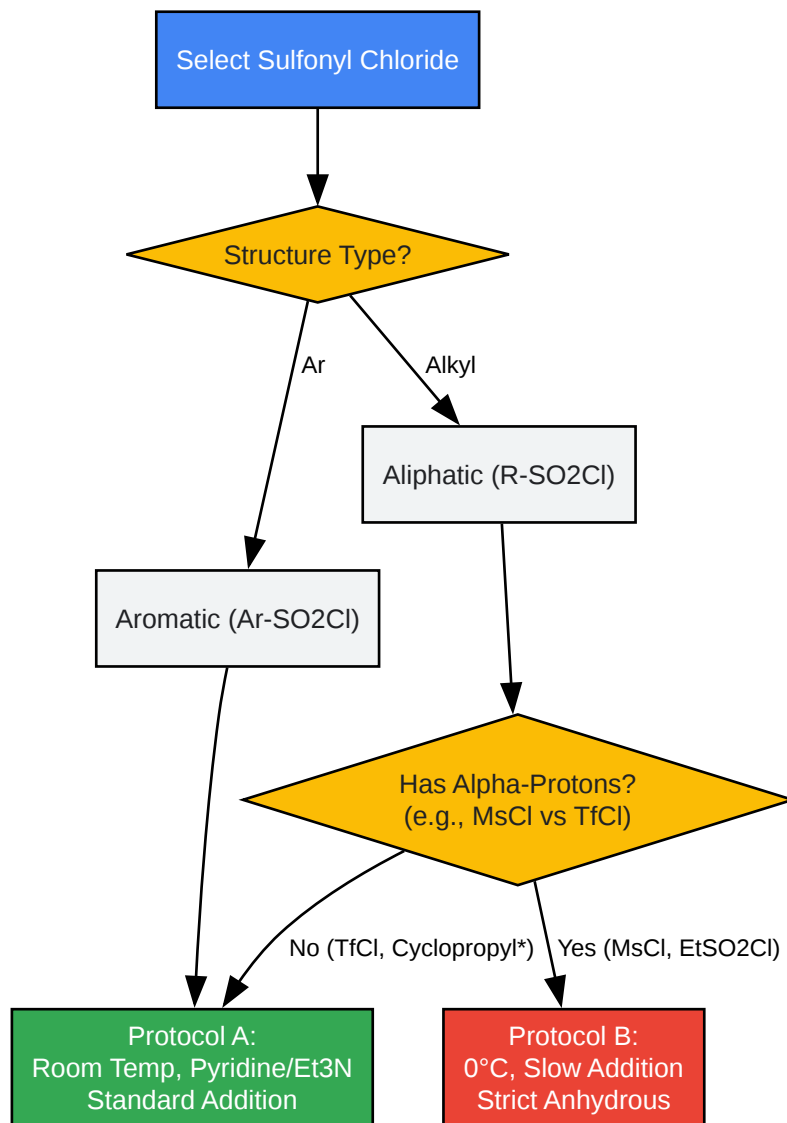 Select Sulfonyl Chloride
Structure Type?
Ar
Alkyl
Aliphatic (R-SO2Cl)
Aromatic (Ar-SO2Cl)
Has Alpha-Protons?
(e.g., MsCl vs TfCl)
No (TfCl, Cyclopropyl*)
Yes (MsCl, EtSO2Cl)
Protocol A:
Room Temp, Pyridine/Et3N
Standard Addition
Protocol B:
0°C, Slow Addition
Strict Anhydrous